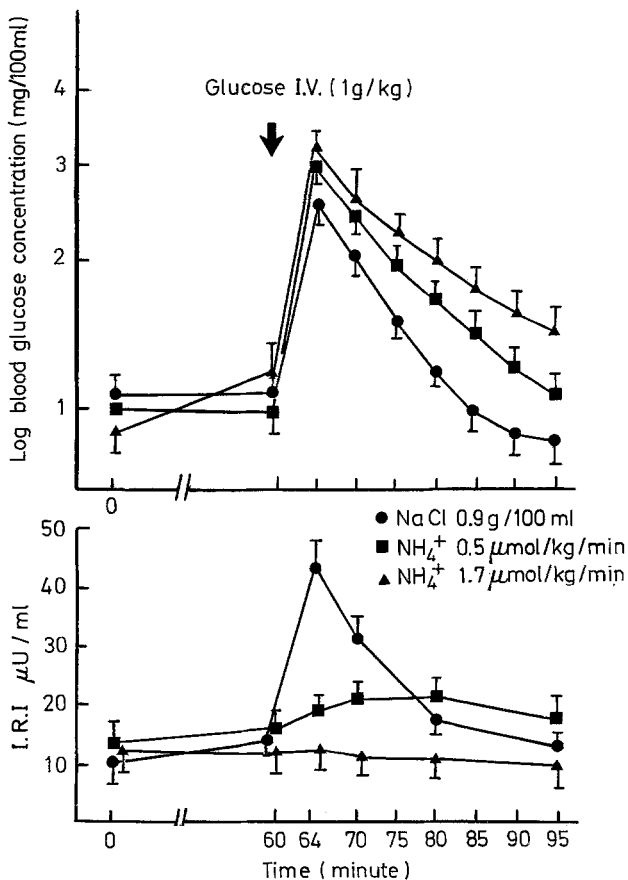 Log blood glucose concentration (mg/100ml)
4
3
2
1
Glucose I.V. (1g/kg)
0
NaCl 0.9 g/100 ml
NH₄⁺ 0.5 μmol/kg/min
NH₄⁺ 1.7 μmol/kg/min
I.R.I μU/ml
50
40
30
20
10
0 60 64 70 75 80 85 90 95
Time (minute)